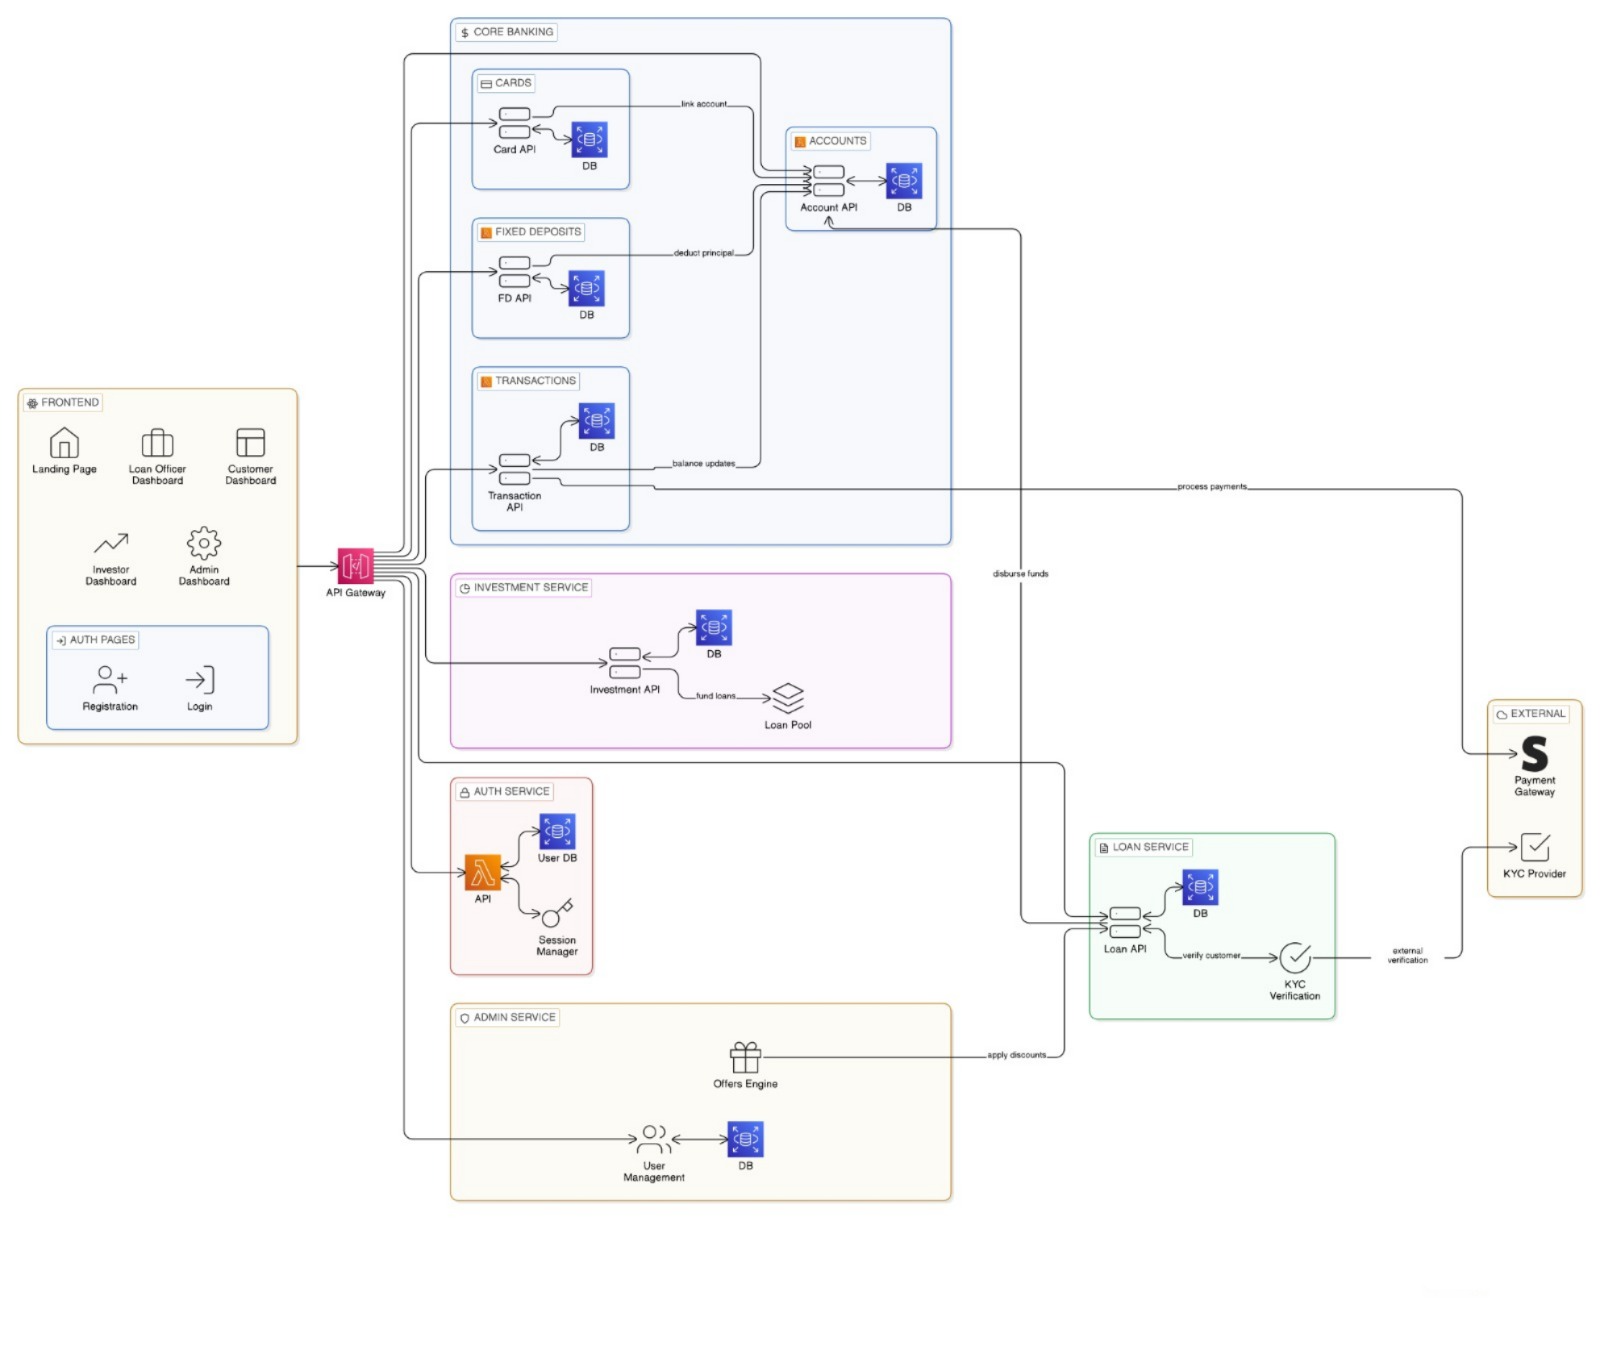 CORE BANKING
CARDS
Card API
DB
link account
ACCOUNTS
Account API
DB
FIXED DEPOSITS
FD API
DB
deduct principal
TRANSACTIONS
DB
Transaction
API
balance updates
process payments
FRONTEND
Landing Page
Loan Officer
Dashboard
Customer
Dashboard
Investor
Dashboard
Admin
Dashboard
AUTH PAGES
Registration
Login
API Gateway
disburse funds
INVESTMENT SERVICE
DB
Investment API
fund loans
Loan Pool
AUTH SERVICE
User DB
API
Session
Manager
EXTERNAL
S
Payment
Gateway
KYC Provider
LOAN SERVICE
DB
Loan API
verify customer
KYC
Verification
external
verification
ADMIN SERVICE
Offers Engine
apply discounts
User
Management
DB